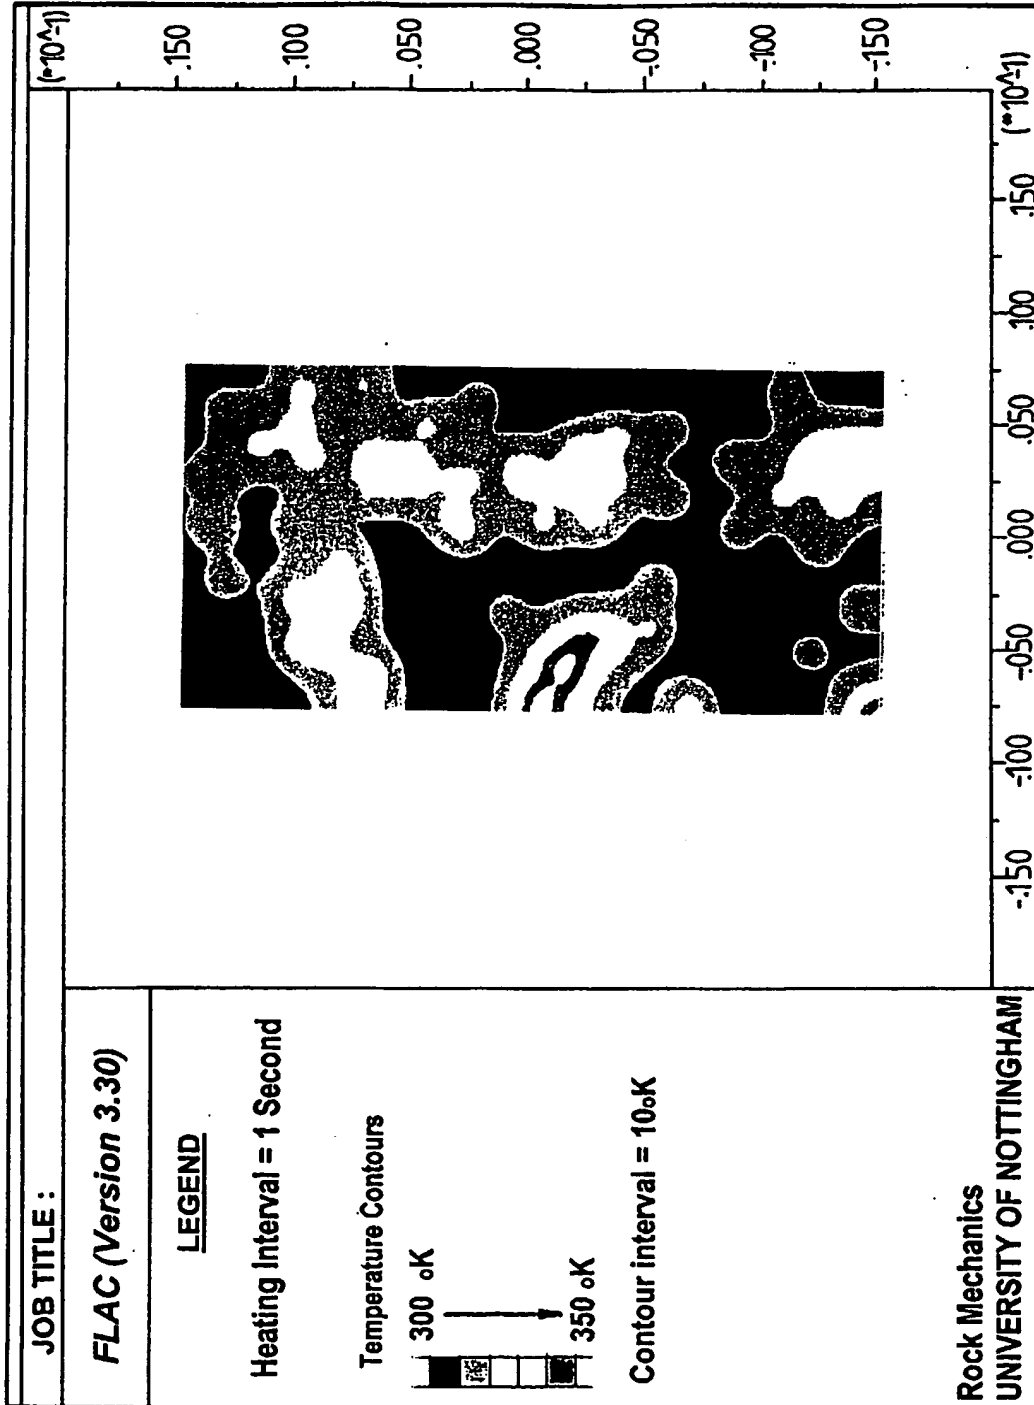 JOB TITLE :
FLAC (Version 3.30)
LEGEND
Heating Interval = 1 Second
Temperature Contours
300 oK
350 oK
Contour interval = 10oK
Rock Mechanics
UNIVERSITY OF NOTTINGHAM
(*10^-1)
.150
.100
.050
.000
-.050
-.100
-.150
-.150
-.100
-.050
.000
.050
.100
.150
(*10^-1)